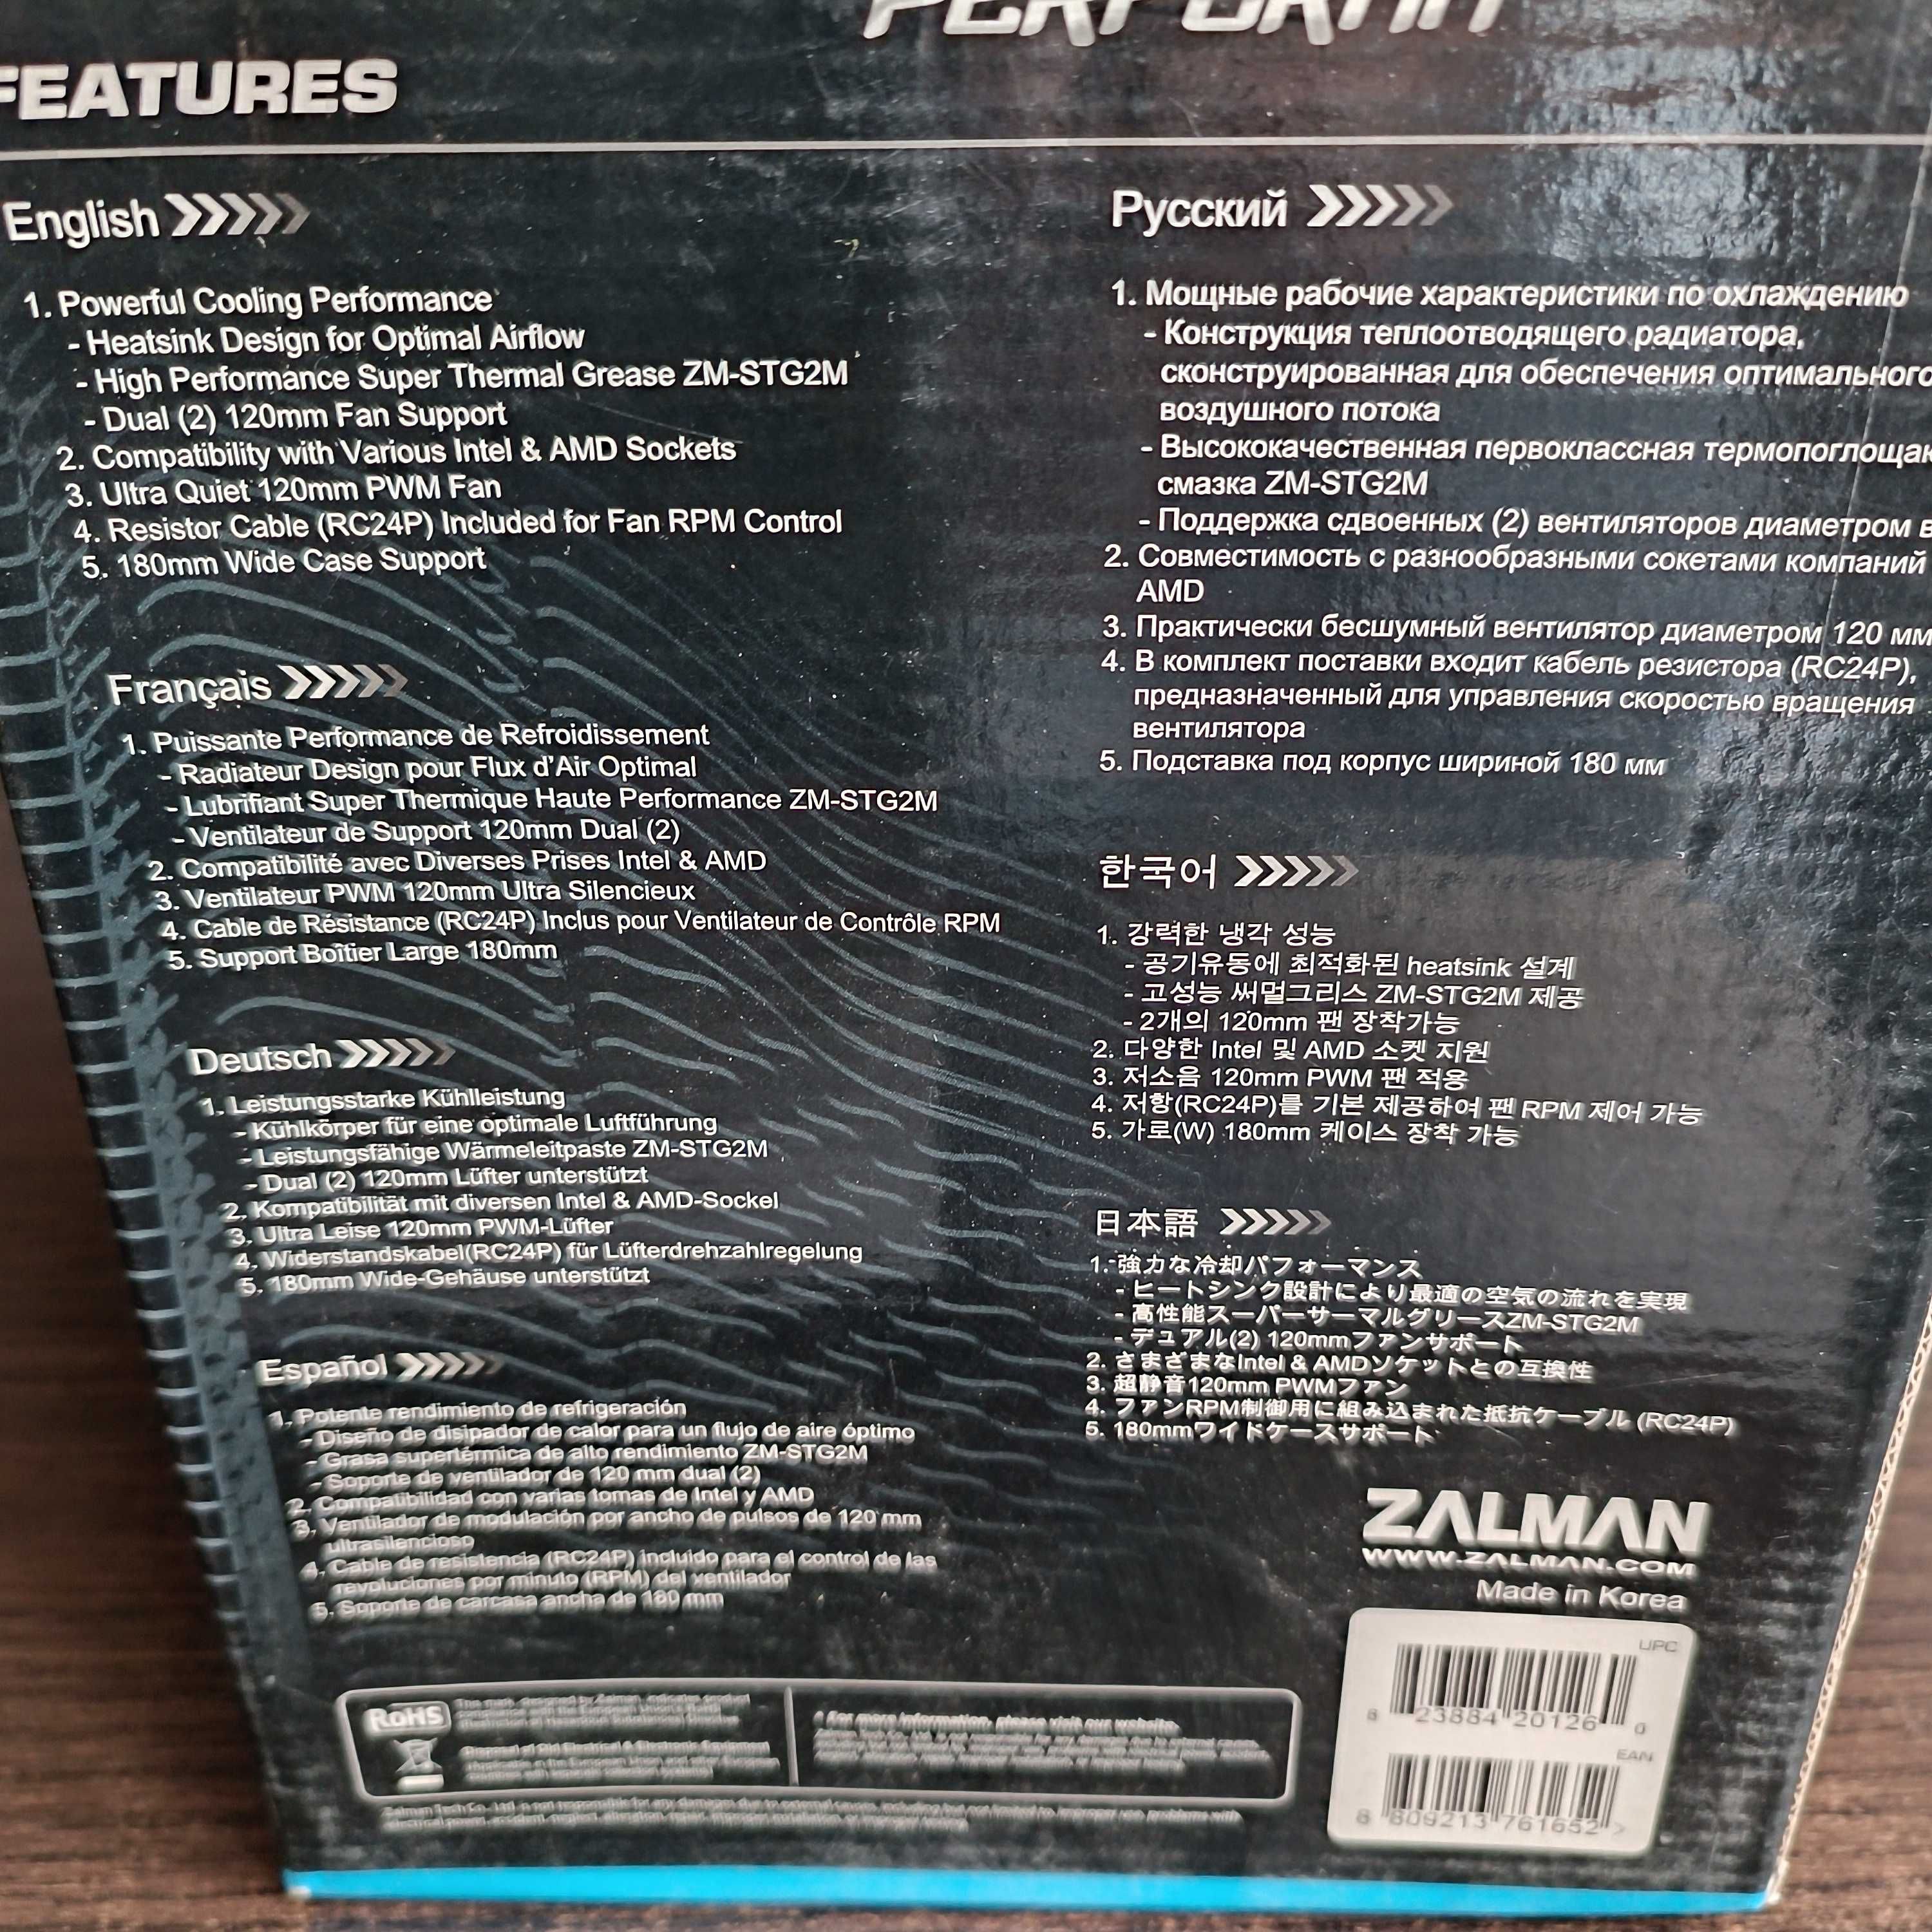 FEATURES
English
1. Powerful Cooling Performance
- Heatsink Design for Optimal Airflow
- High Performance Super Thermal Grease ZM-STG2M
- Dual (2) 120mm Fan Support
2. Compatibility with Various Intel & AMD Sockets
3. Ultra Quiet 120mm PWM Fan
4. Resistor Cable (RC24P) Included for Fan RPM Control
5. 180mm Wide Case Support
Français
1. Puissante Performance de Refroidissement
- Radiateur Design pour Flux d'Air Optimal
- Lubrifiant Super Thermique Haute Performance ZM-STG2M
- Ventilateur de Support 120mm Dual (2)
2. Compatibilité avec Diverses Prises Intel & AMD
3. Ventilateur PWM 120mm Ultra Silencieux
4. Cable de Résistance (RC24P) Inclus pour Ventilateur de Contrôle RPM
5. Support Boîtier Large 180mm
Deutsch
1. Leistungsstarke Kühlleistung
- Kühlkörper für eine optimale Luftführung
- Leistungsfähige Wärmeleitpaste ZM-STG2M
- Dual (2) 120mm Lüfter unterstützt
2. Kompatibilität mit diversen Intel & AMD-Sockel
3. Ultra Leise 120mm PWM-Lüfter
4. Widerstandskabel(RC24P) für Lüfterdrehzahlregelung
5. 180mm Wide-Gehäuse unterstützt
Español
1. Potente rendimiento de refrigeración
- Diseño de disipador de calor para un flujo de aire óptimo
- Grasa supertérmica de alto rendimiento ZM-STG2M
- Soporte de ventilador de 120 mm dual (2)
2. Compatibilidad con varias tomas de Intel y AMD
3. Ventilador de modulación por ancho de pulsos de 120 mm
ultrasilencioso
4. Cable de resistencia (RC24P) incluido para el control de las
revoluciones por minuto (RPM) del ventilador
5. Soporte de carcasa ancha de 180 mm
Русский
1. Мощные рабочие характеристики по охлаждению
- Конструкция теплоотводящего радиатора,
сконструированная для обеспечения оптимального
воздушного потока
- Высококачественная первоклассная
смазка ZM-STG2M
- Поддержка сдвоенных (2) вентиляторов диаметром
2. Совместимость с разнообразными сокетами компаний
AMD
3. Практически бесшумный вентилятор диаметром 120 мм
4. В комплект поставки входит кабель резистора (RC24P),
предназначенный для управления скоростью вращения
вентилятора
5. Подставка под корпус шириной 180 мм
한국어
1. 강력한 냉각 성능
- 공기유동에 최적화된 heatsink 설계
- 고성능 써멀그리스 ZM-STG2M 제공
- 2개의 120mm 팬 장착가능
2. 다양한 Intel 및 AMD 소켓 지원
3. 저소음 120mm PWM 팬 적용
4. 저항(RC24P)를 기본 제공하여 팬 RPM 제어 가능
5. 가로(W) 180mm 케이스 장착 가능
日本語
1. 強力な冷却パフォーマンス
- ヒートシンク設計により最適の空気の流れを実現
- 高性能スーパーサーマルグリースZM-STG2M
- デュアル(2) 120mmファンサポート
2. さまざまなIntel & AMDソケットとの互換性
3. 超静音120mm PWMファン
4. ファンRPM制御用に組み込まれた抵抗ケーブル (RC24P)
5. 180mmワイドケースサポート
ZALMAN
WWW.ZALMAN.COM
Made in Korea
UPC
8 23884 20126 0
EAN
8 809213 761652 >
RoHS
* For more information, please visit our website.